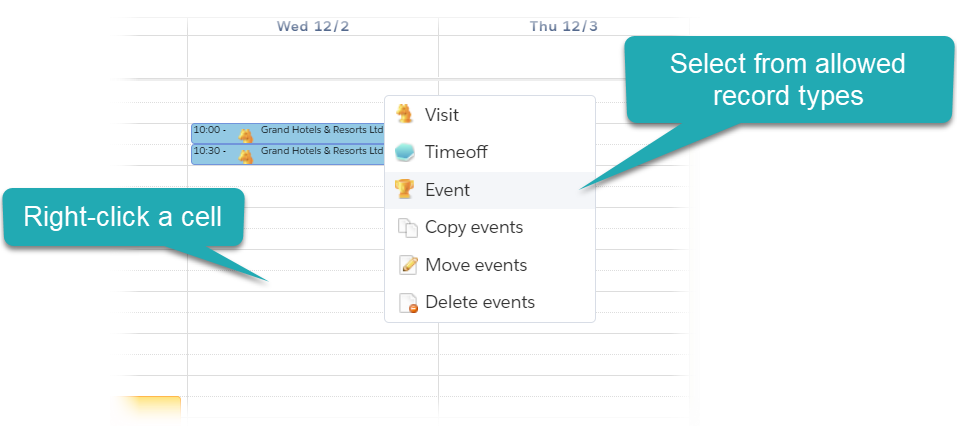 Wed 12/2
Thu 12/3
Select from allowed
record types
Visit
10:00 -
Grand Hotels & Resorts Ltd
10:30 -
Grand Hotels & Resorts Ltd
Timeoff
Event
Right-click a cell
Copy events
Move events
Delete events